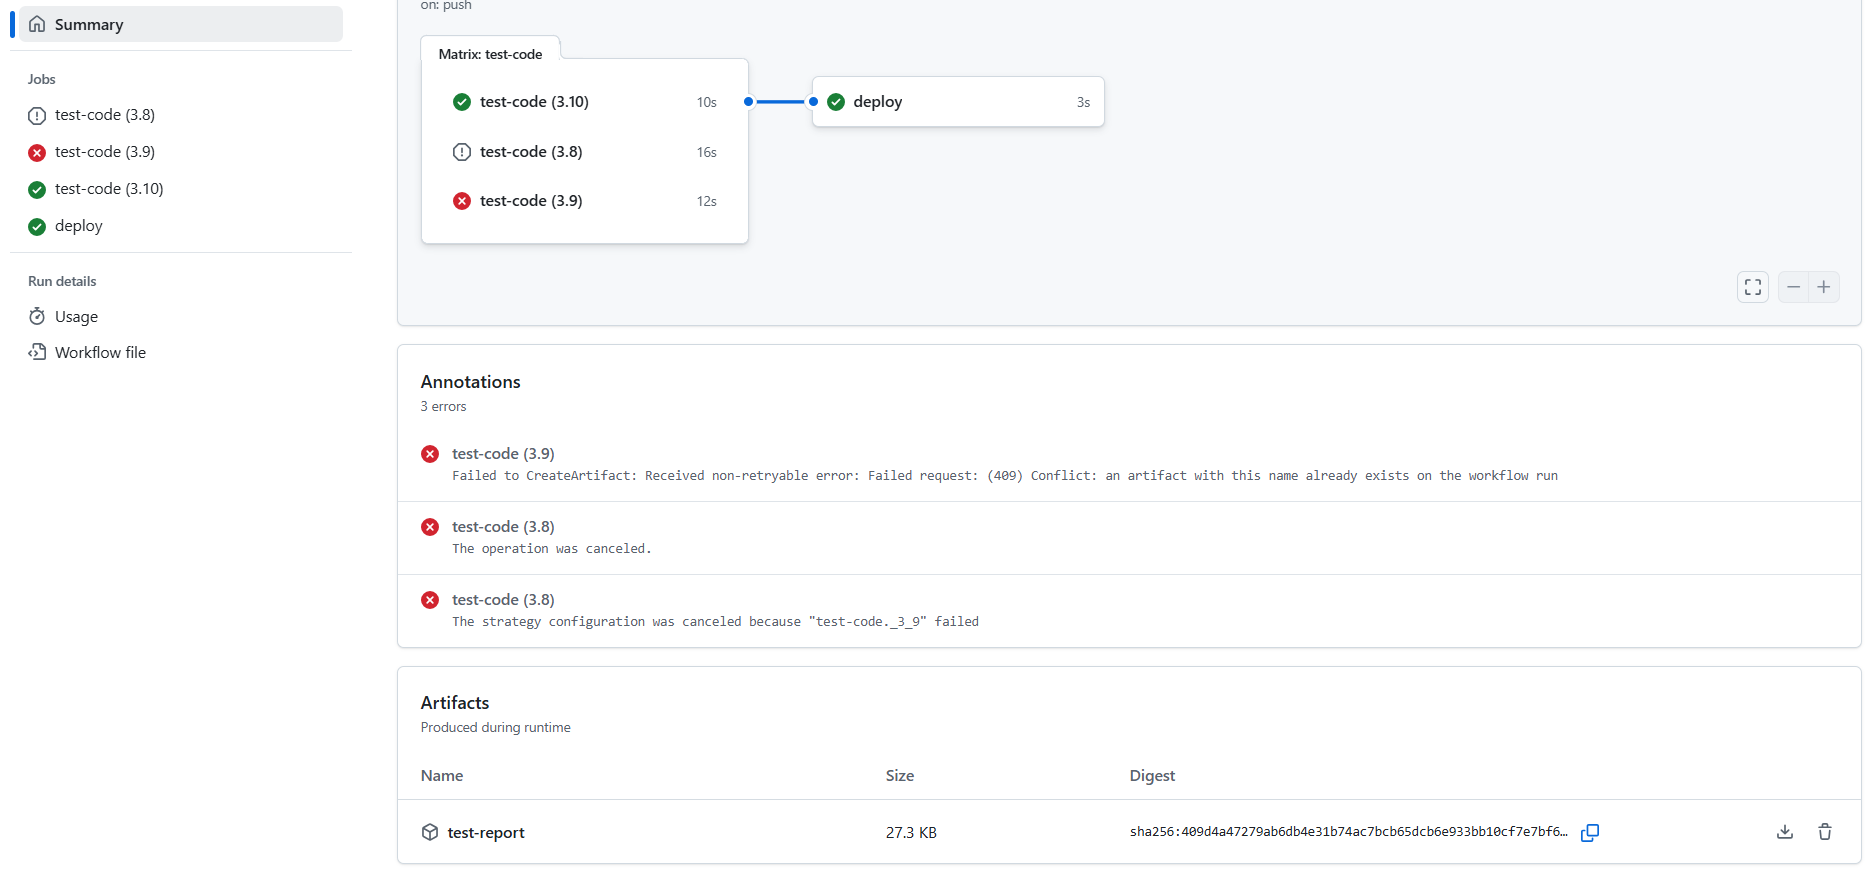 Summary
Jobs
test-code (3.8)
test-code (3.9)
test-code (3.10)
deploy
Run details
Usage
Workflow file
on: push
Matrix: test-code
test-code (3.10) 10s
test-code (3.8) 16s
test-code (3.9) 12s
deploy 3s
Annotations
3 errors
test-code (3.9)
Failed to CreateArtifact: Received non-retryable error: Failed request: (409) Conflict: an artifact with this name already exists on the workflow run
test-code (3.8)
The operation was canceled.
test-code (3.8)
The strategy configuration was canceled because "test-code._3_9" failed
Artifacts
Produced during runtime
Name Size Digest
test-report 27.3 KB sha256:409d4a47279ab6db4e31b74ac7bcb65dcb6e933bb10cf7e7bf6…